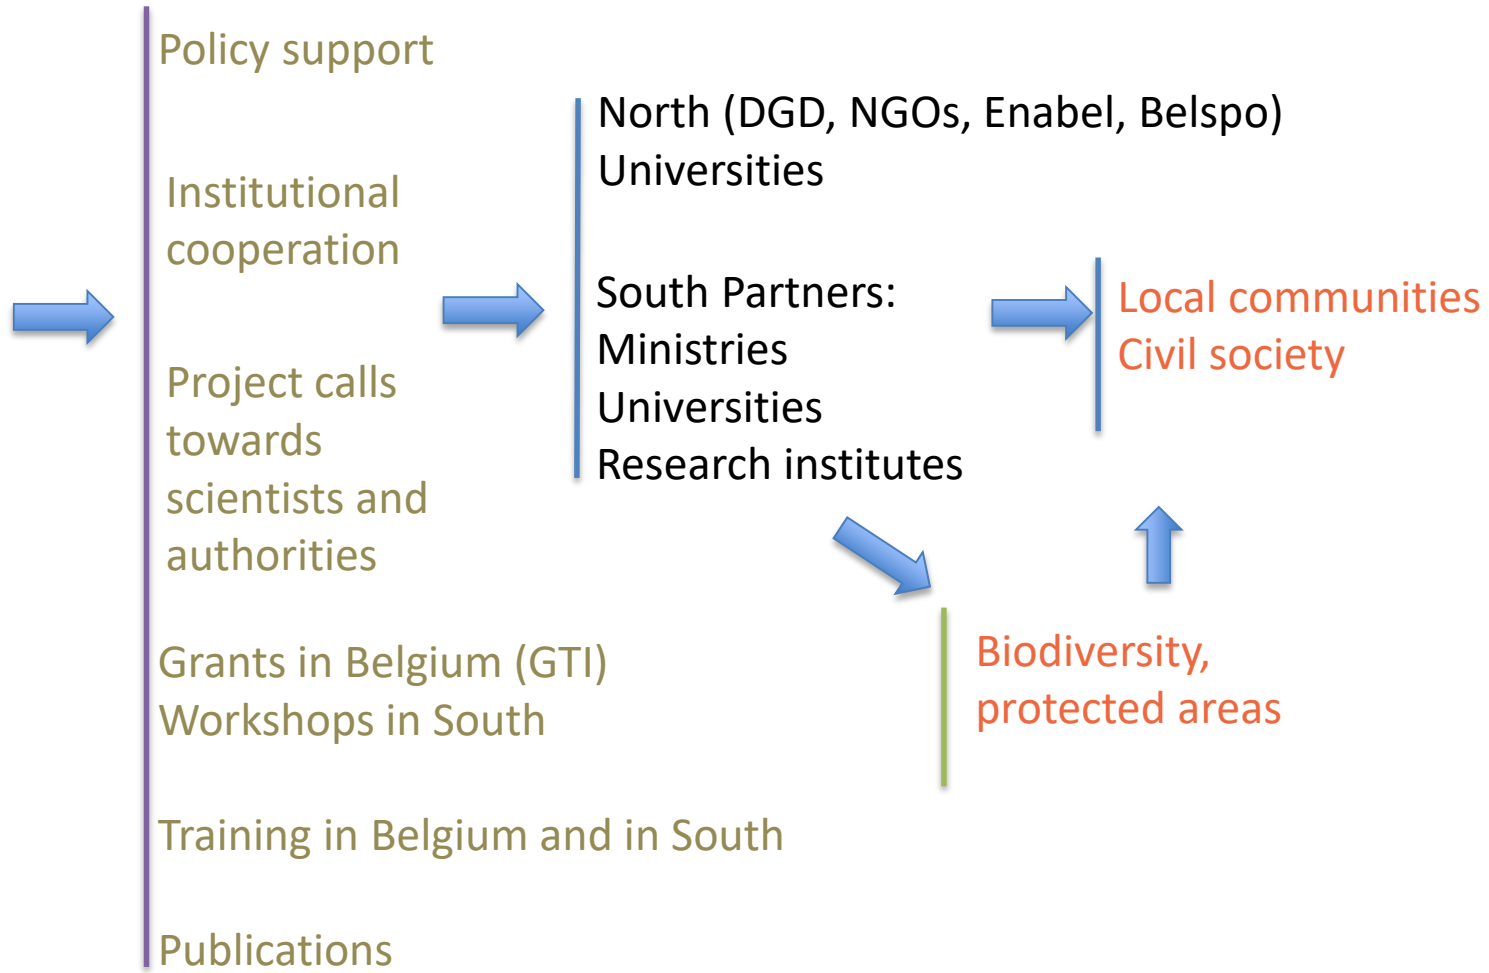 Policy support
Institutional
cooperation
Project calls
towards
scientists and
authorities
Grants in Belgium (GTI)
Workshops in South
Training in Belgium and in South
Publications
North (DGD, NGOs, Enabel, Belspo)
Universities
South Partners:
Ministries
Universities
Research institutes
Local communities
Civil society
Biodiversity,
protected areas